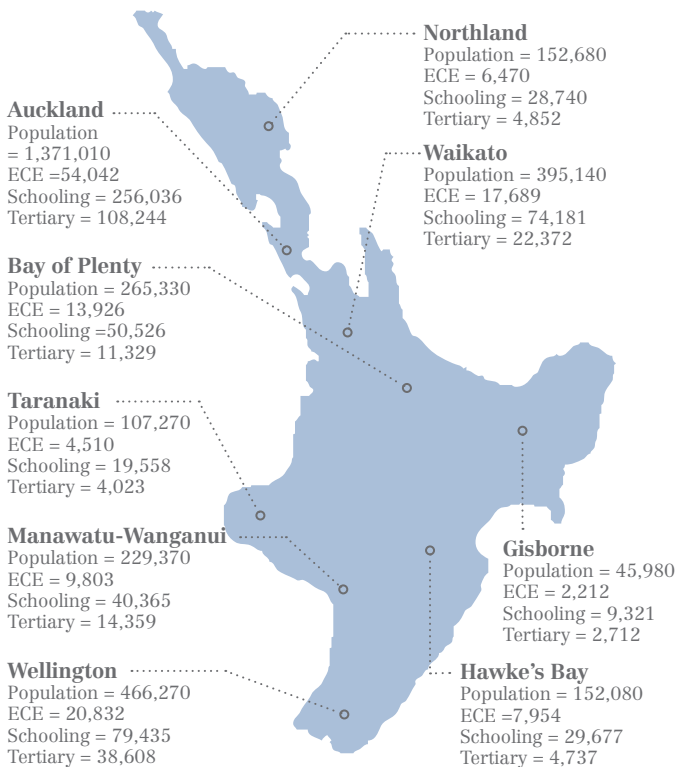 Northland
Population = 152,680
ECE = 6,470
Schooling = 28,740
Tertiary = 4,852
Auckland
Population
= 1,371,010
ECE =54,042
Schooling = 256,036
Tertiary = 108,244
Waikato
Population = 395,140
ECE = 17,689
Schooling = 74,181
Tertiary = 22,372
Bay of Plenty
Population = 265,330
ECE = 13,926
Schooling =50,526
Tertiary = 11,329
Taranaki
Population = 107,270
ECE = 4,510
Schooling = 19,558
Tertiary = 4,023
Manawatu-Wanganui
Population = 229,370
ECE = 9,803
Schooling = 40,365
Tertiary = 14,359
Gisborne
Population = 45,980
ECE = 2,212
Schooling = 9,321
Tertiary = 2,712
Wellington
Population = 466,270
ECE = 20,832
Schooling = 79,435
Tertiary = 38,608
Hawke's Bay
Population = 152,080
ECE =7,954
Schooling = 29,677
Tertiary = 4,737